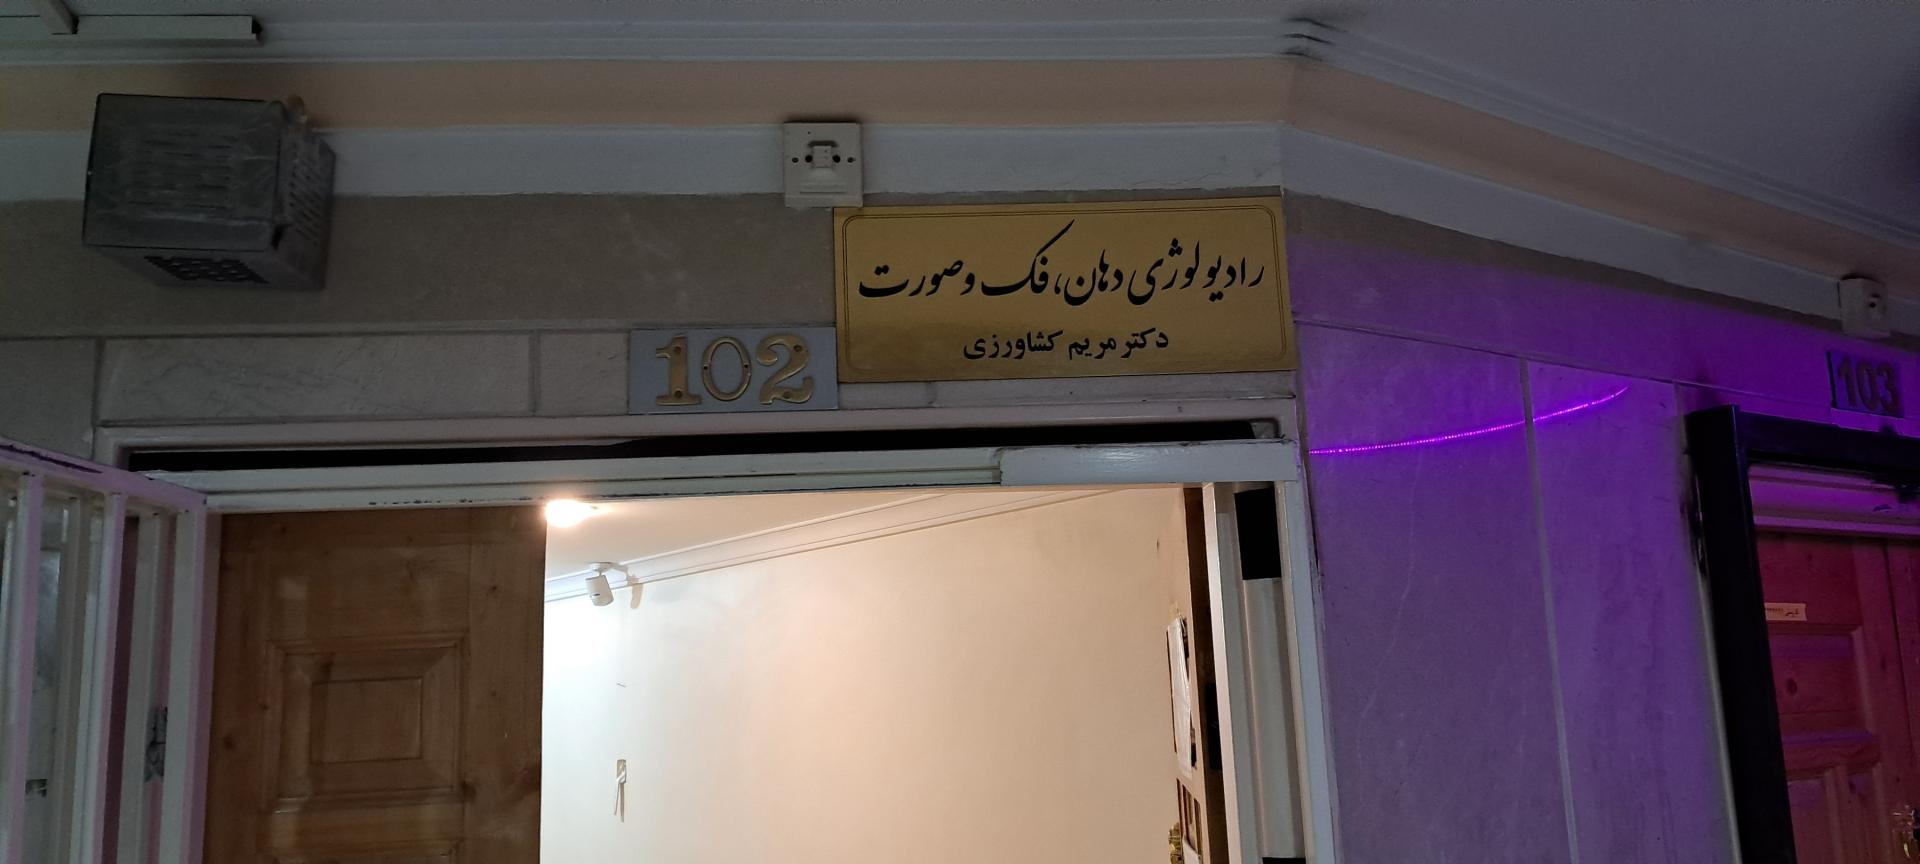 رادیولوژی دهان، فک و صورت
دکتر مریم کشاورزی
102
103